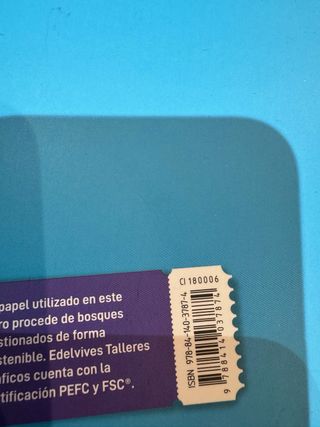 papel utilizado en este
ro procede de bosques
stionados de forma
stenible. Edelvives Talleres
áficos cuenta con la
rtificación PEFC y FSC®.
CI 180006
ISBN 978-84-140-3787-4
9 788414 037874